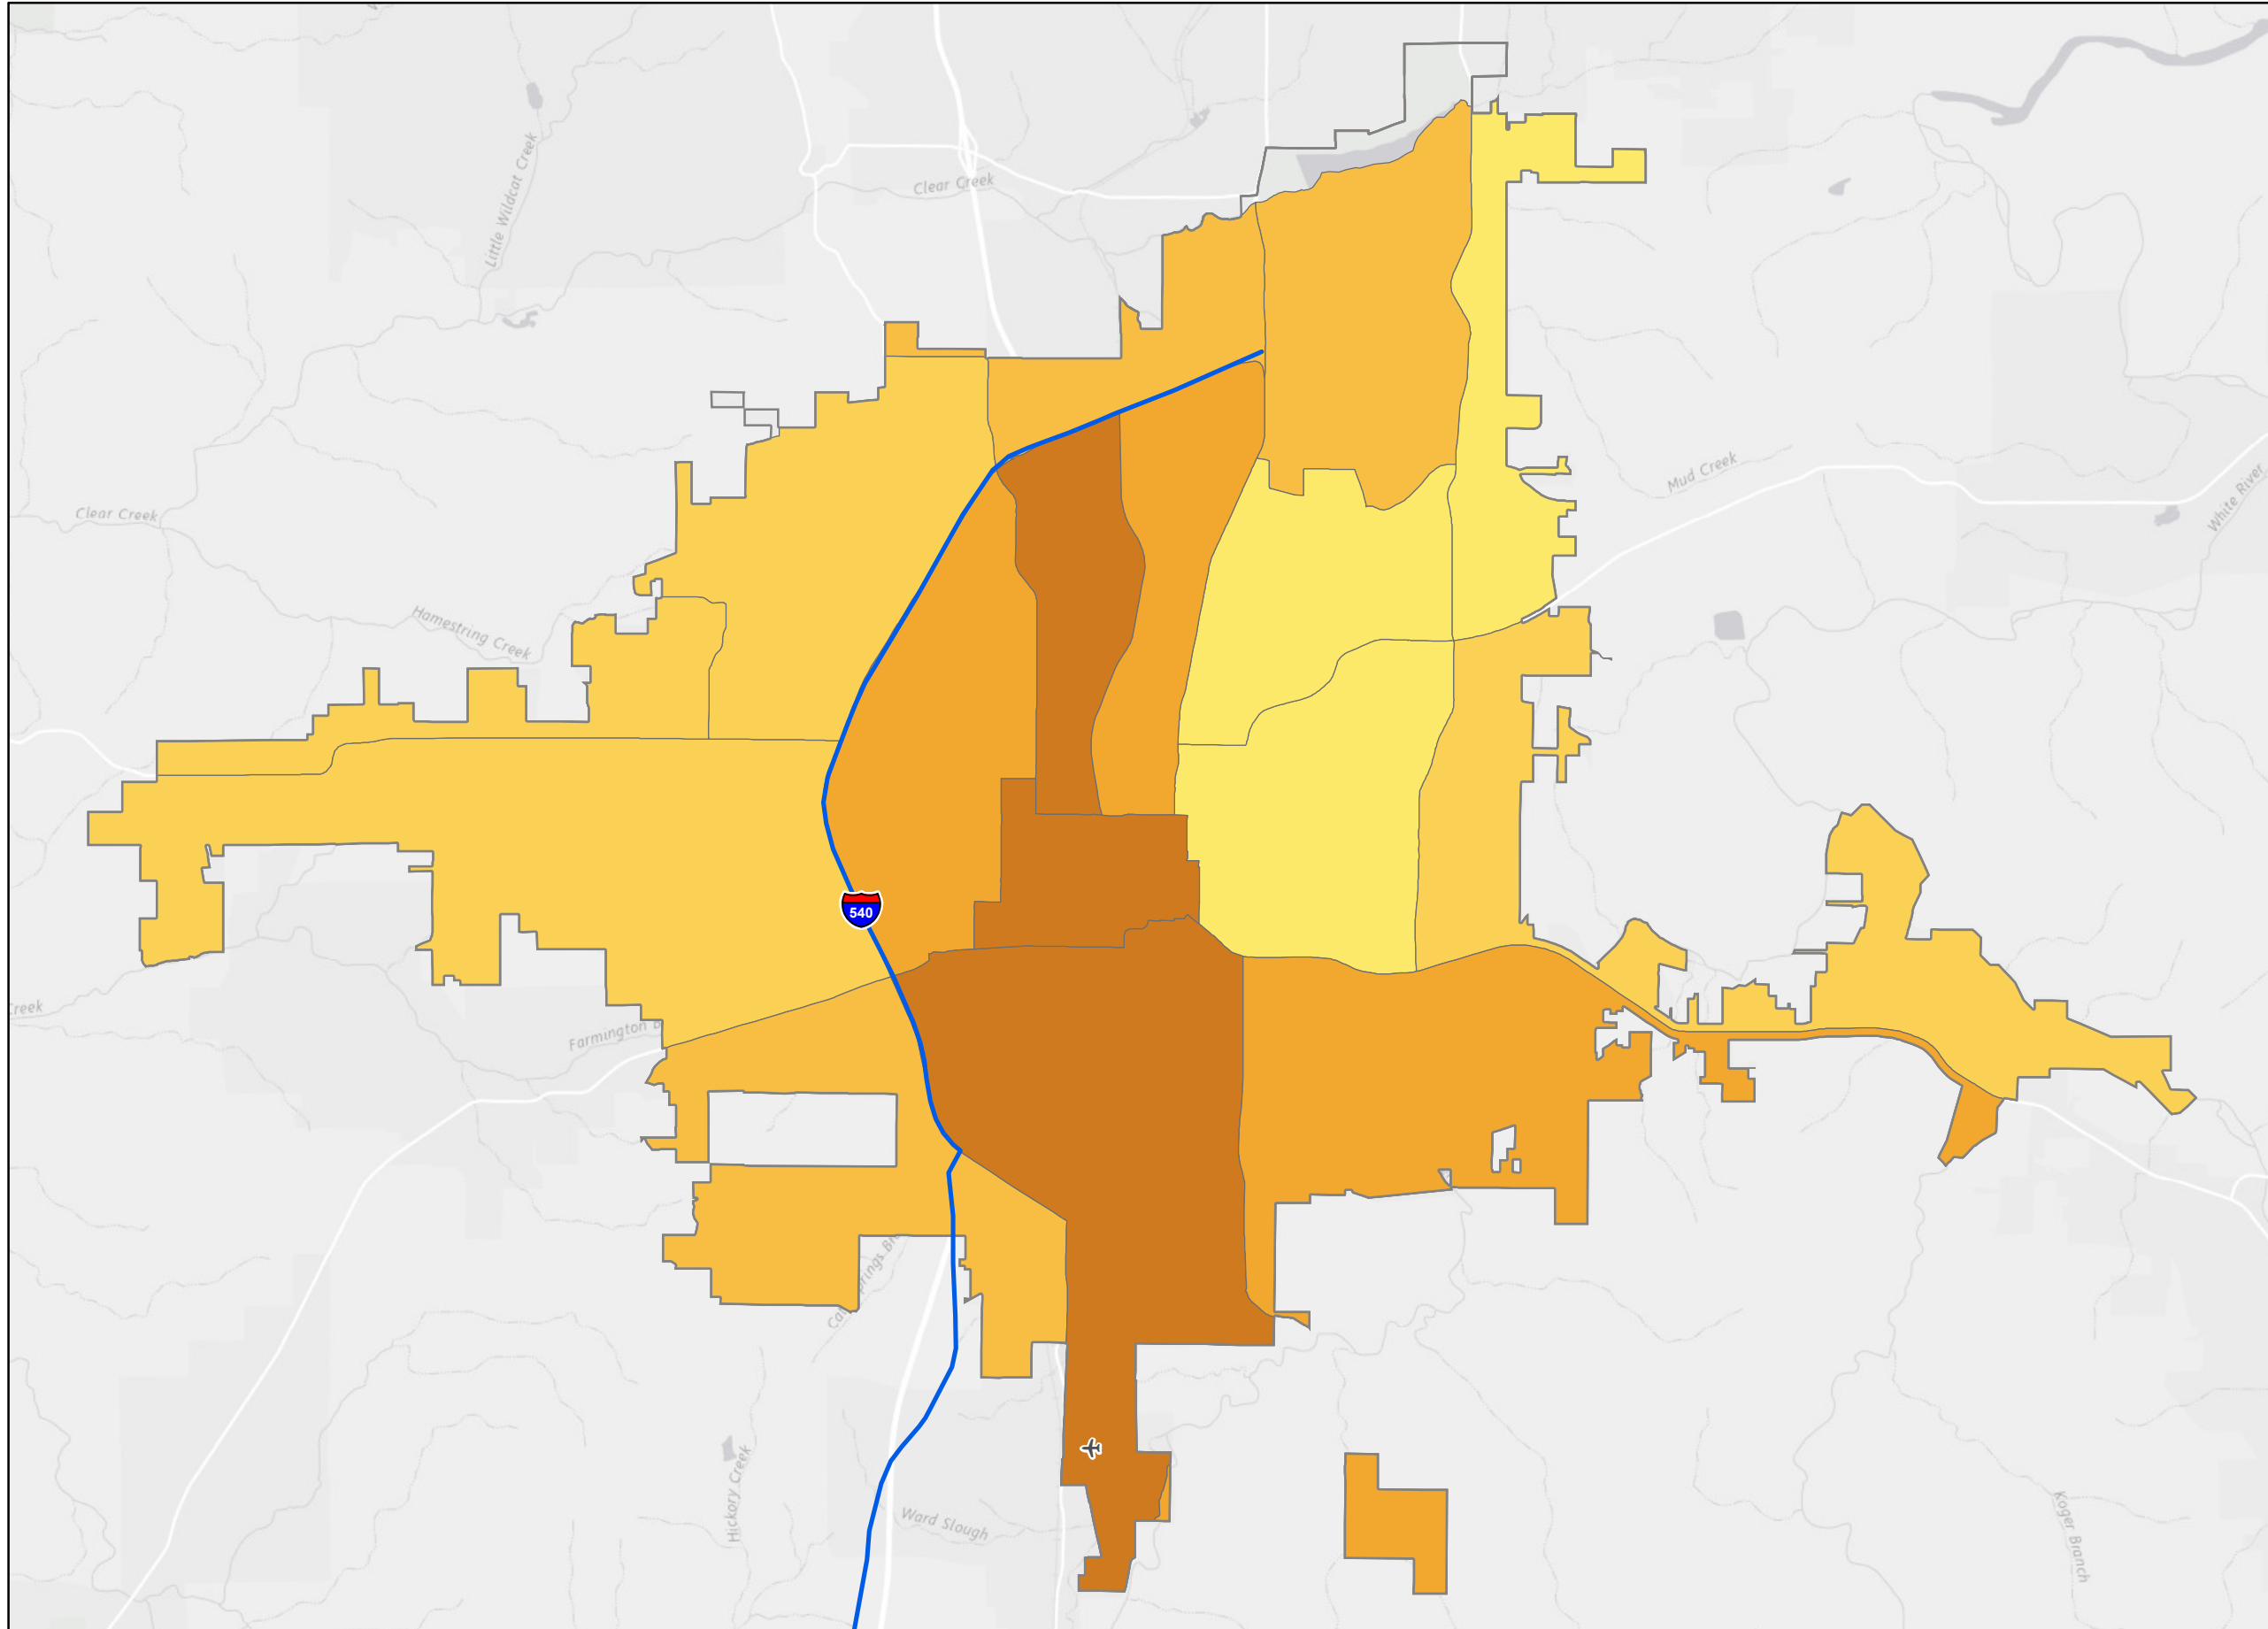 Little Wildcat Creek
Clear Creek
Mud Creek
White River
Clear Creek
Hamestring Creek
540
Creek
Farmington B
Hickory Creek
Ward Slough
Koger Branch